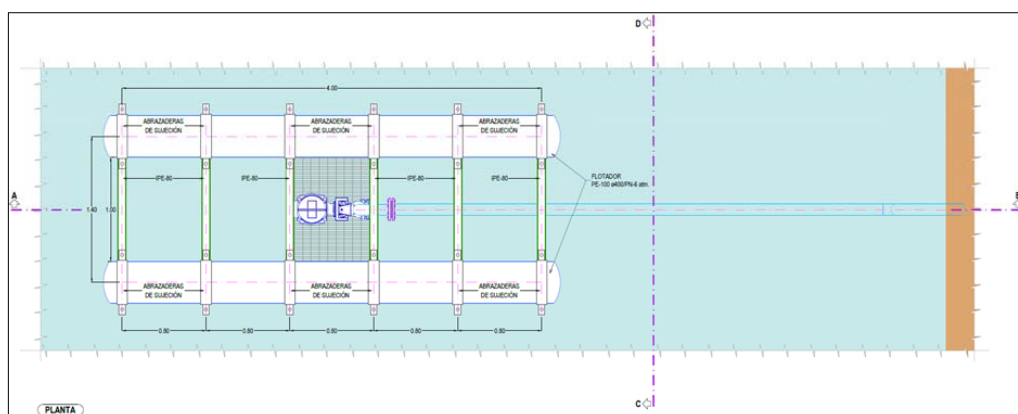 D
4.00
ABRAZADERAS
DE SUJECIÓN
ABRAZADERAS
DE SUJECIÓN
ABRAZADERAS
DE SUJECIÓN
IPE-80
IPE-80
IPE-80
IPE-80
FLOTADOR
PE-100 ø400/PN-6 atm.
A
B
1.40
1.00
ABRAZADERAS
DE SUJECIÓN
ABRAZADERAS
DE SUJECIÓN
ABRAZADERAS
DE SUJECIÓN
0.80
0.80
0.80
0.80
0.80
C
PLANTA